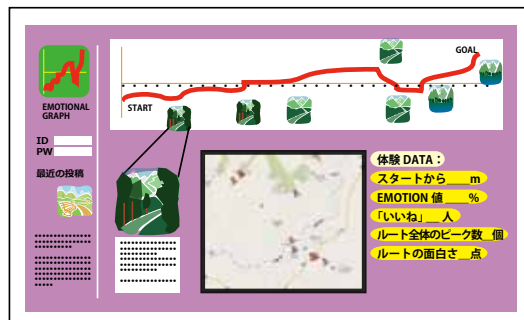 EMOTIONAL
GRAPH
ID
PW
最近の投稿
START
GOAL
体験 DATA：
スタートから__m
EMOTION 値__%
「いいね」__人
ルート全体のピーク数_個
ルートの面白さ__点